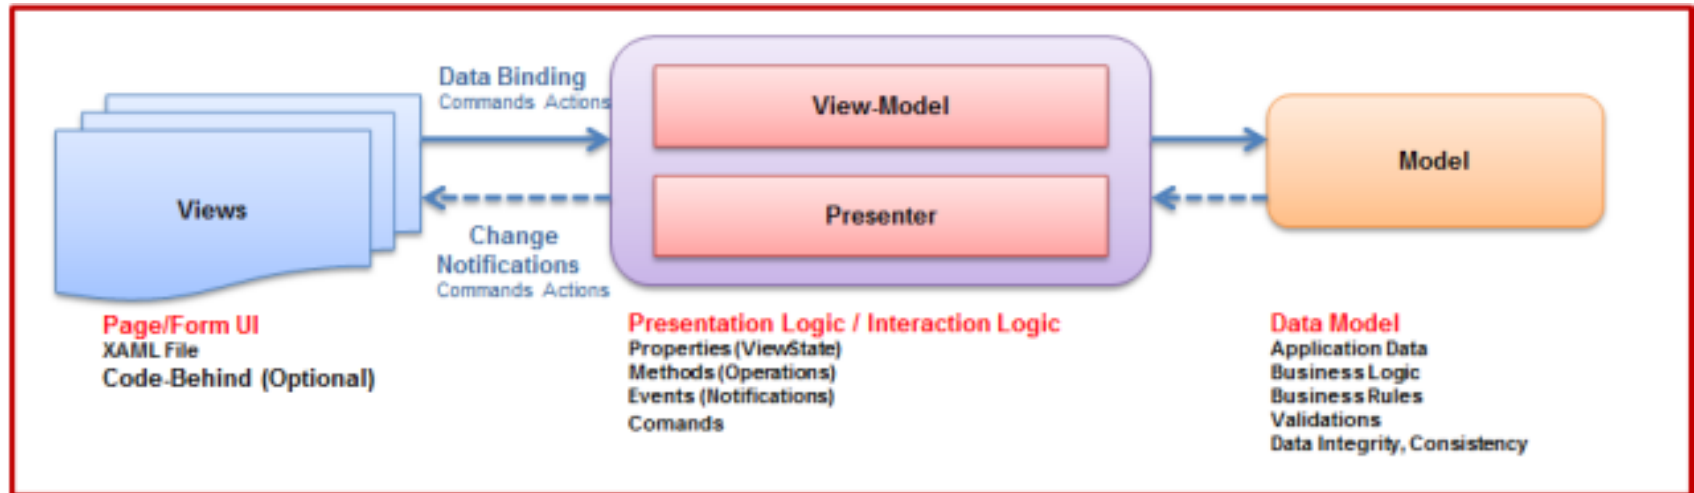 Data Binding
Commands Actions
View-Model
Model
Views
Presenter
Change
Notifications
Commands Actions
Page/Form UI
XAML File
Code-Behind (Optional)
Presentation Logic / Interaction Logic
Properties (ViewState)
Methods (Operations)
Events (Notifications)
Comands
Data Model
Application Data
Business Logic
Business Rules
Validations
Data Integrity, Consistency